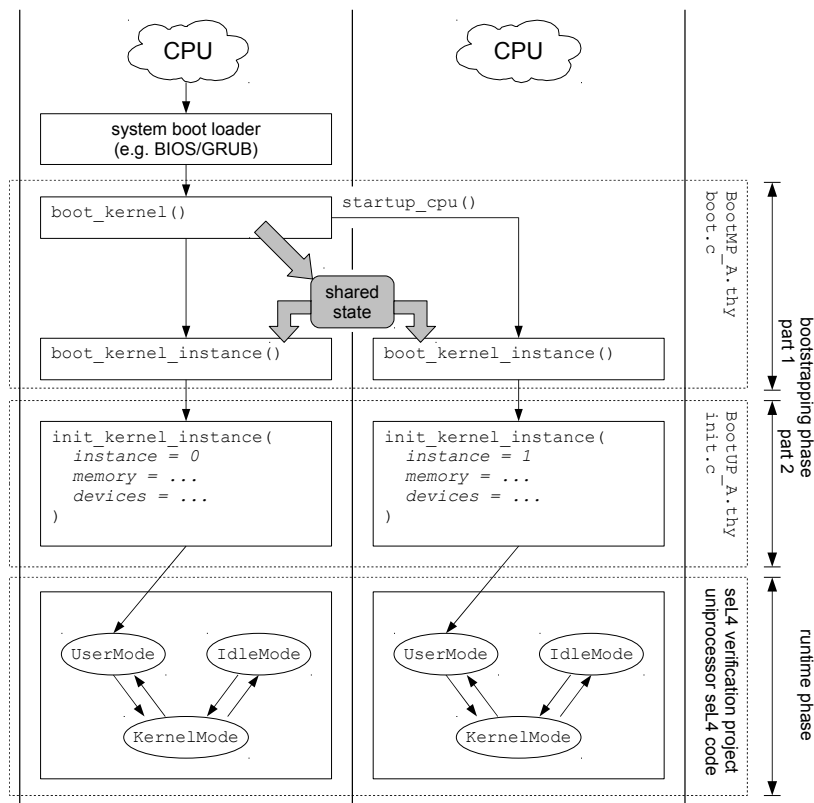 CPU
CPU
system boot loader
(e.g. BIOS/GRUB)
boot_kernel()
startup_cpu()
shared
state
boot_kernel_instance()
boot_kernel_instance()
BootMP_A.thy
boot.c
init_kernel_instance(
instance = 0
memory = ...
devices = ...
)
init_kernel_instance(
instance = 1
memory = ...
devices = ...
)
BootUP_A.thy
init.c
bootstrapping phase
part 1
part 2
UserMode
IdleMode
KernelMode
UserMode
IdleMode
KernelMode
seL4 verification project
uniprocessor seL4 code
runtime phase